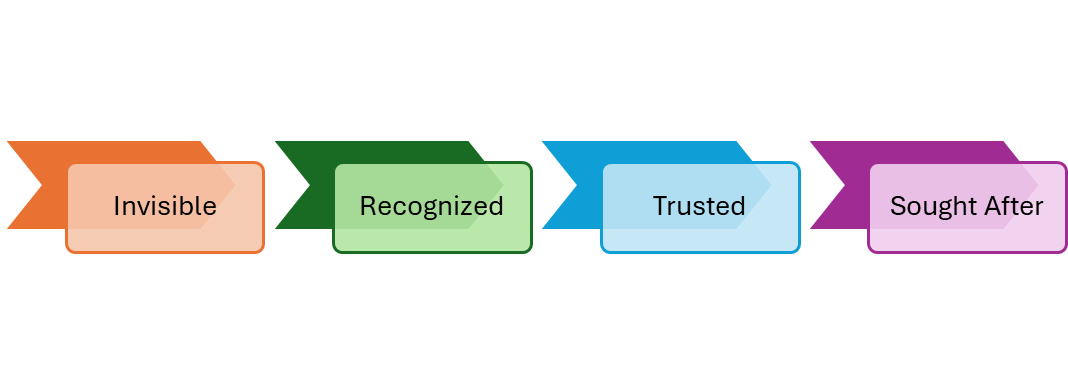 Invisible
Recognized
Trusted
Sought After